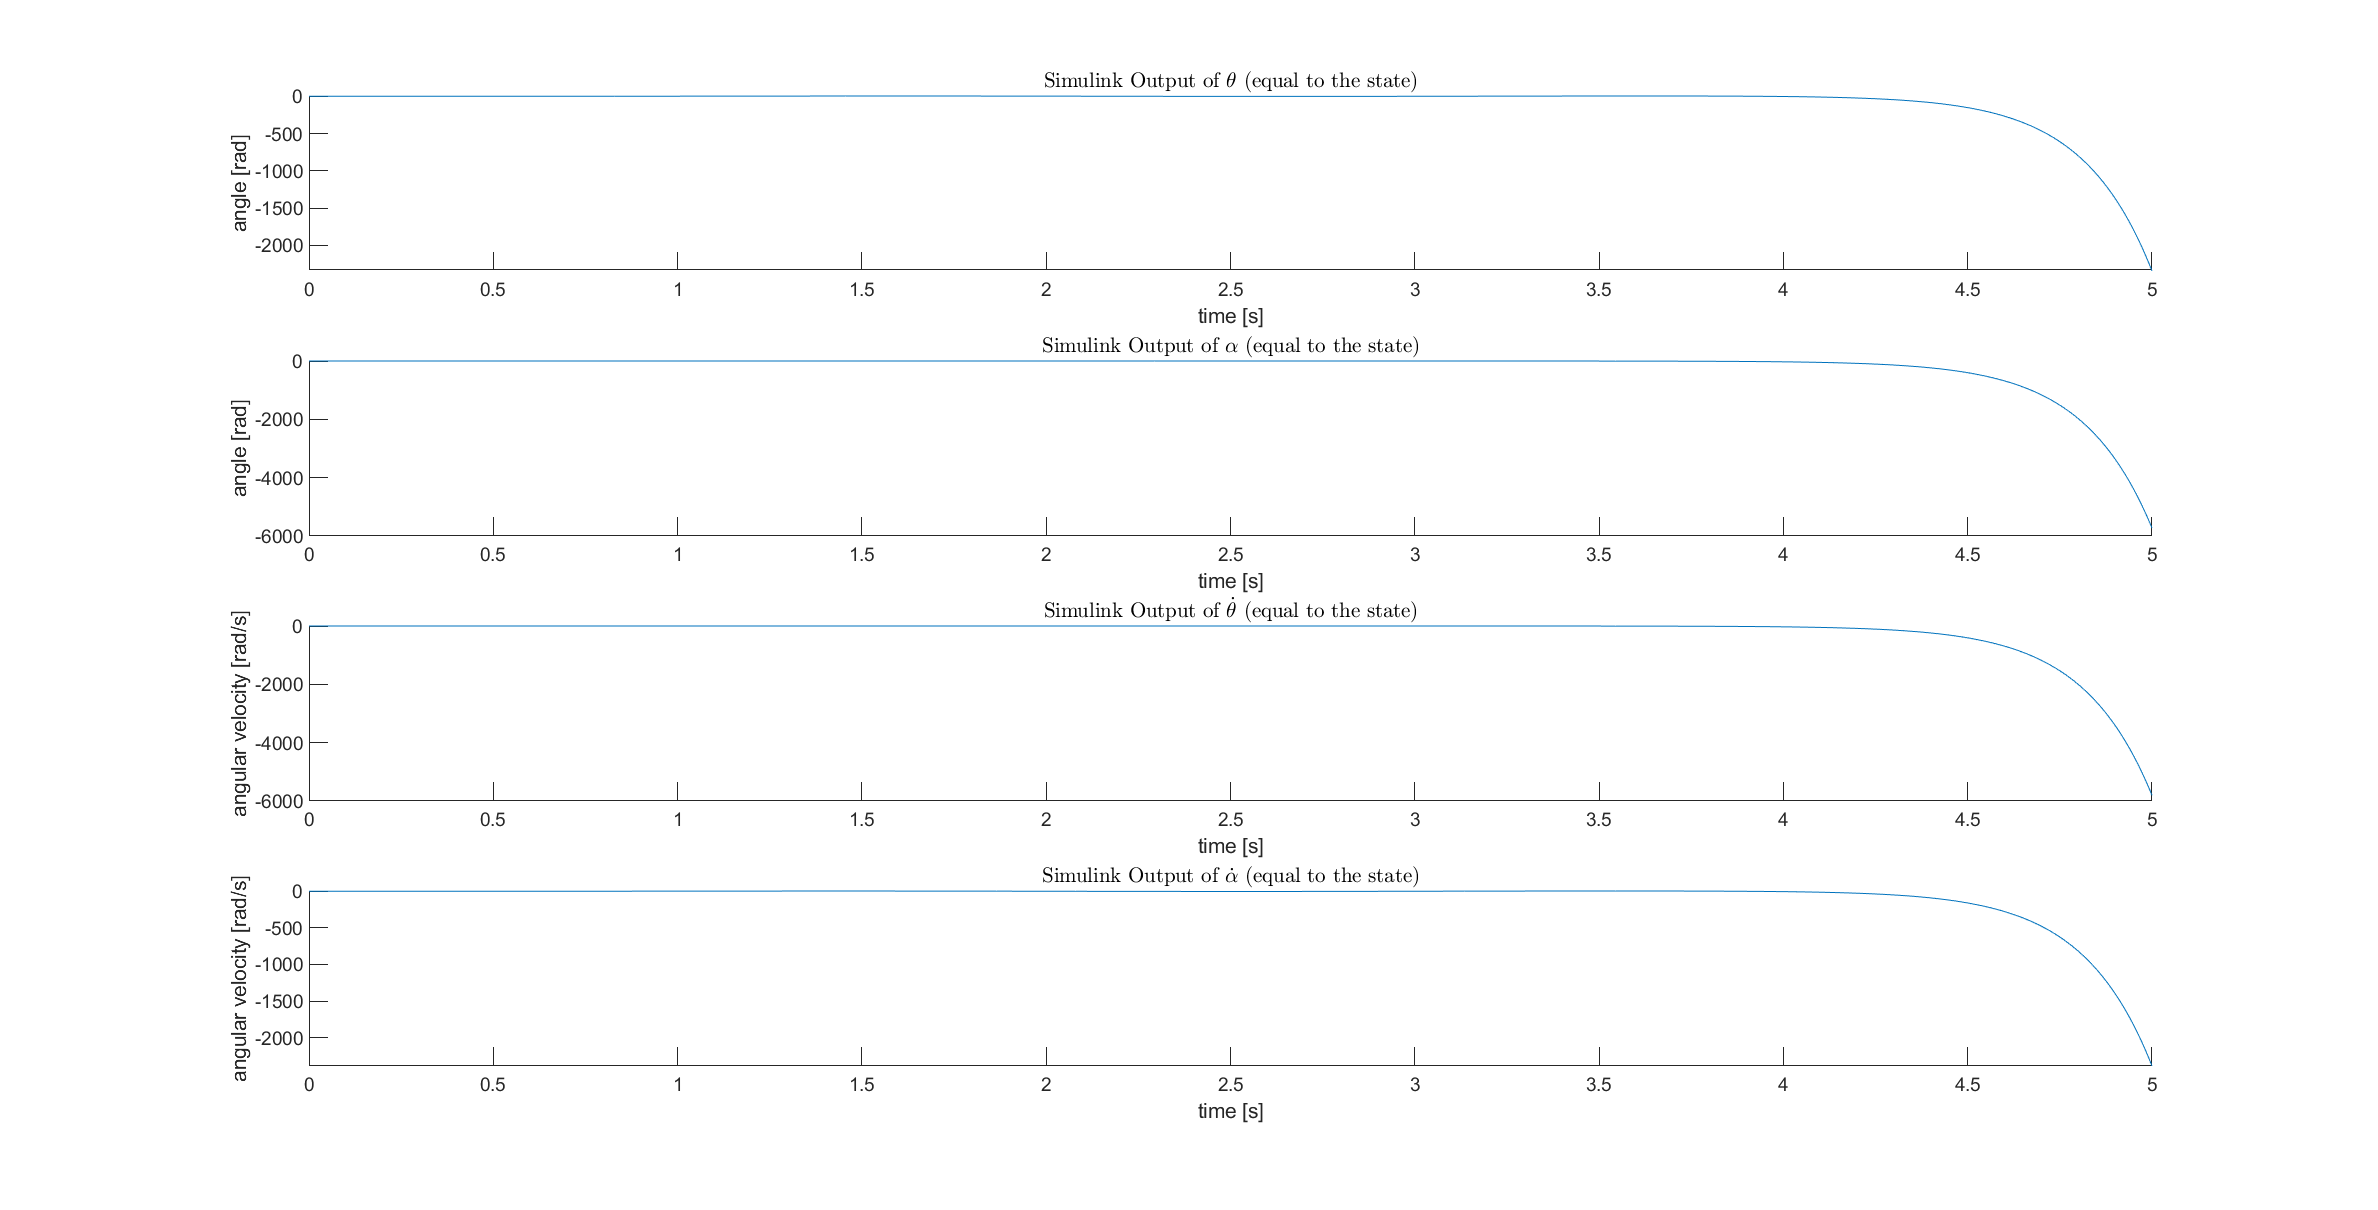 Simulink Output of θ (equal to the state)
0
-500
-1000
-1500
-2000
angle [rad]
0 0.5 1 1.5 2 2.5 3 3.5 4 4.5 5
time [s]
Simulink Output of α (equal to the state)
0
-2000
-4000
-6000
angle [rad]
0 0.5 1 1.5 2 2.5 3 3.5 4 4.5 5
time [s]
Simulink Output of θ̇ (equal to the state)
0
-2000
-4000
-6000
angular velocity [rad/s]
0 0.5 1 1.5 2 2.5 3 3.5 4 4.5 5
time [s]
Simulink Output of α̇ (equal to the state)
0
-500
-1000
-1500
-2000
angular velocity [rad/s]
0 0.5 1 1.5 2 2.5 3 3.5 4 4.5 5
time [s]